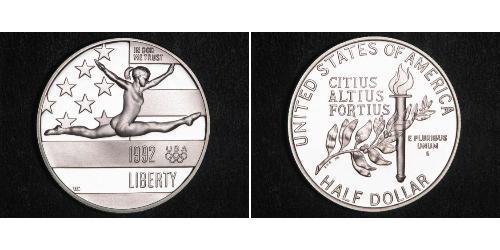 IN GOD
WE TRUST
1992 USA
LIBERTY
UNITED STATES OF AMERICA
CITIUS
ALTIUS
FORTIUS
E PLURIBUS
UNUM
S
HALF DOLLAR